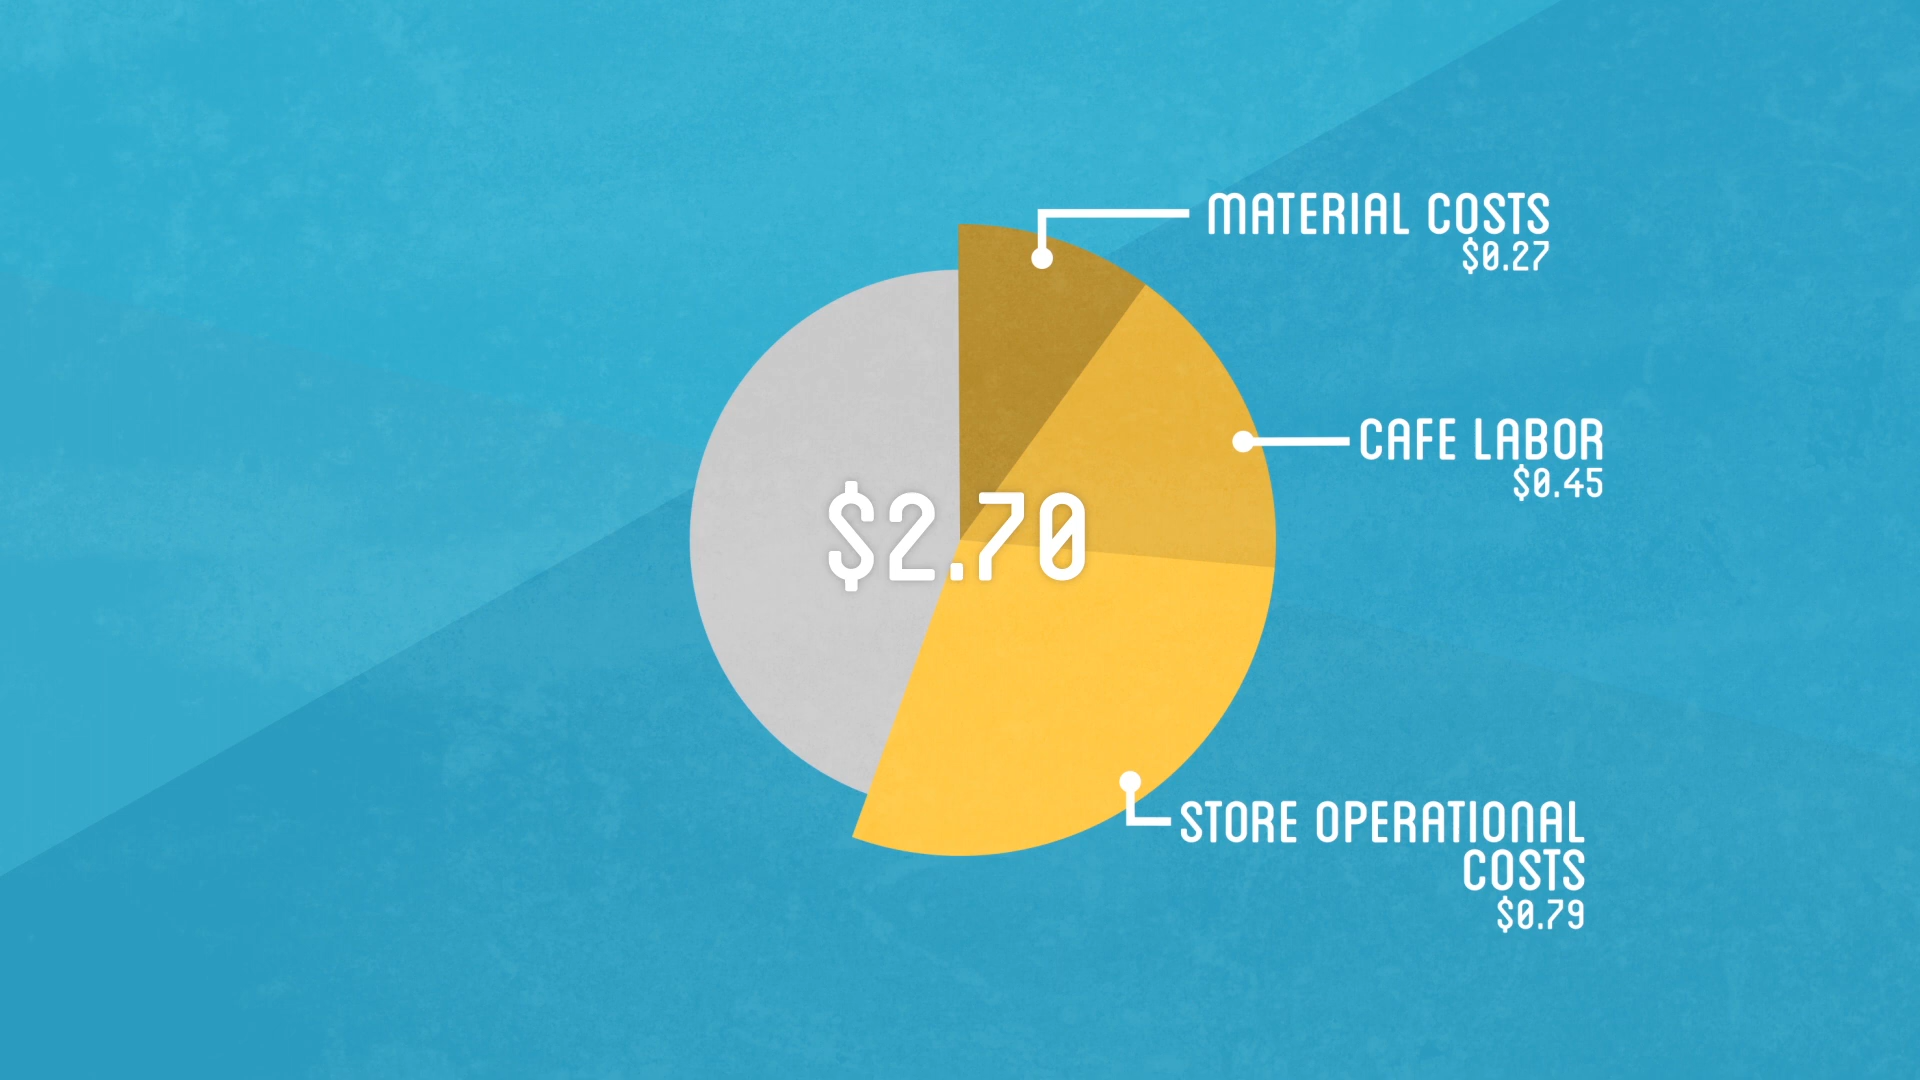 MATERIAL COSTS
$0.27
CAFE LABOR
$0.45
$2.70
STORE OPERATIONAL
COSTS
$0.79